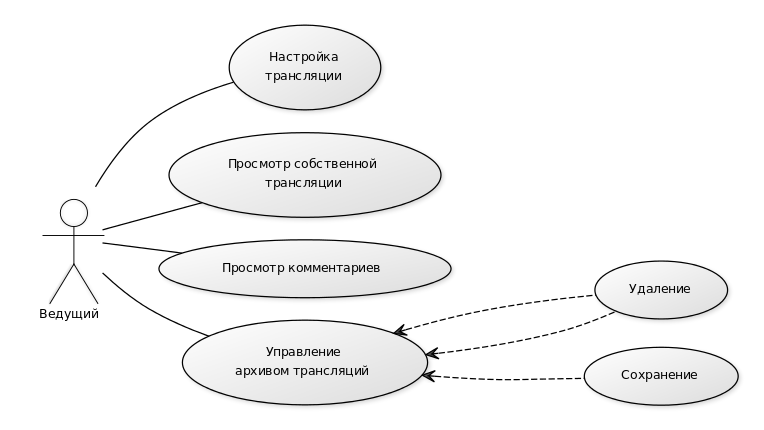 Настройка
трансляции
Просмотр собственной
трансляции
Просмотр комментариев
Удаление
Ведущий
Управление
архивом трансляций
Сохранение